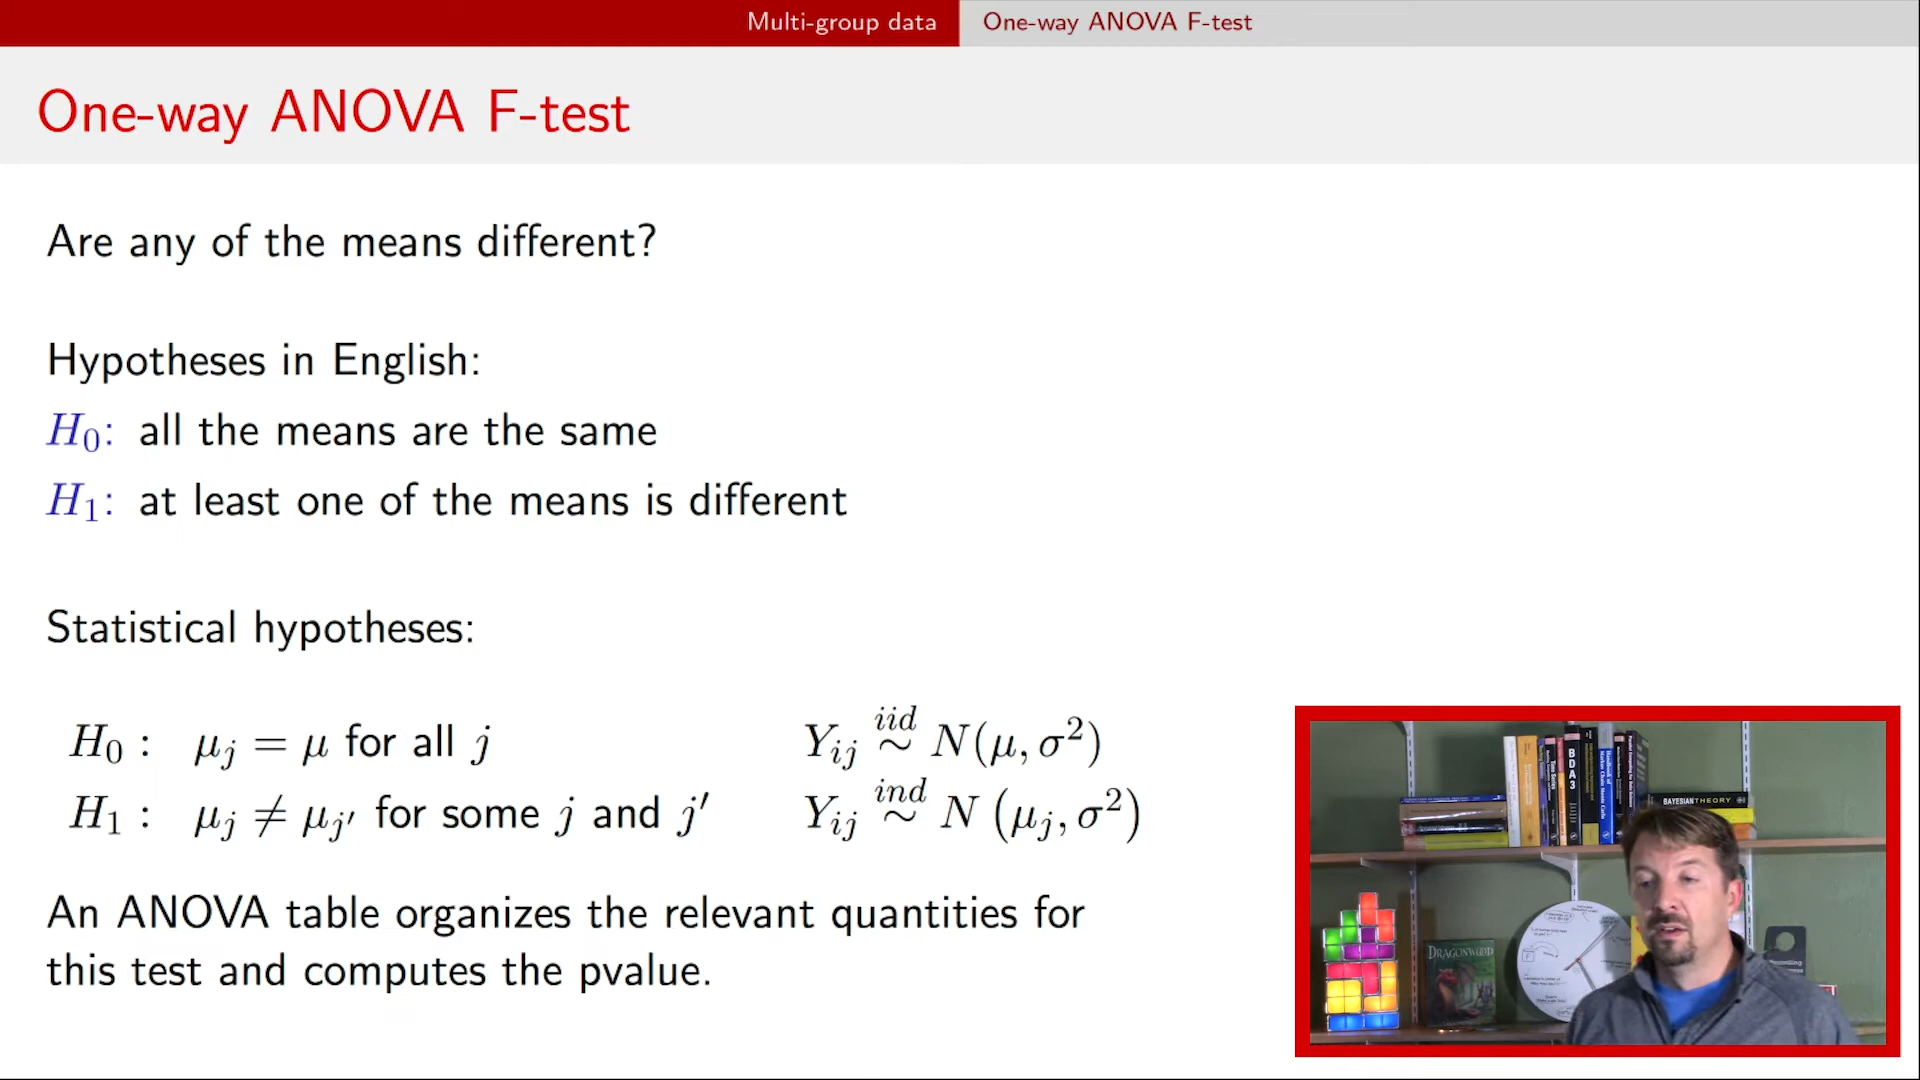 Multi-group data One-way ANOVA F-test
One-way ANOVA F-test
Are any of the means different?
Hypotheses in English:
H₀: all the means are the same
H₁: at least one of the means is different
Statistical hypotheses:
H₀ : μⱼ = μ for all j Yᵢⱼ ~ⁱⁱᵈ N(μ, σ²)
H₁ : μⱼ ≠ μⱼ′ for some j and j′ Yᵢⱼ ~ⁱⁿᵈ N (μⱼ, σ²)
An ANOVA table organizes the relevant quantities for
this test and computes the pvalue.
BDA3
BAYESIAN THEORY
DRAGONWOOD